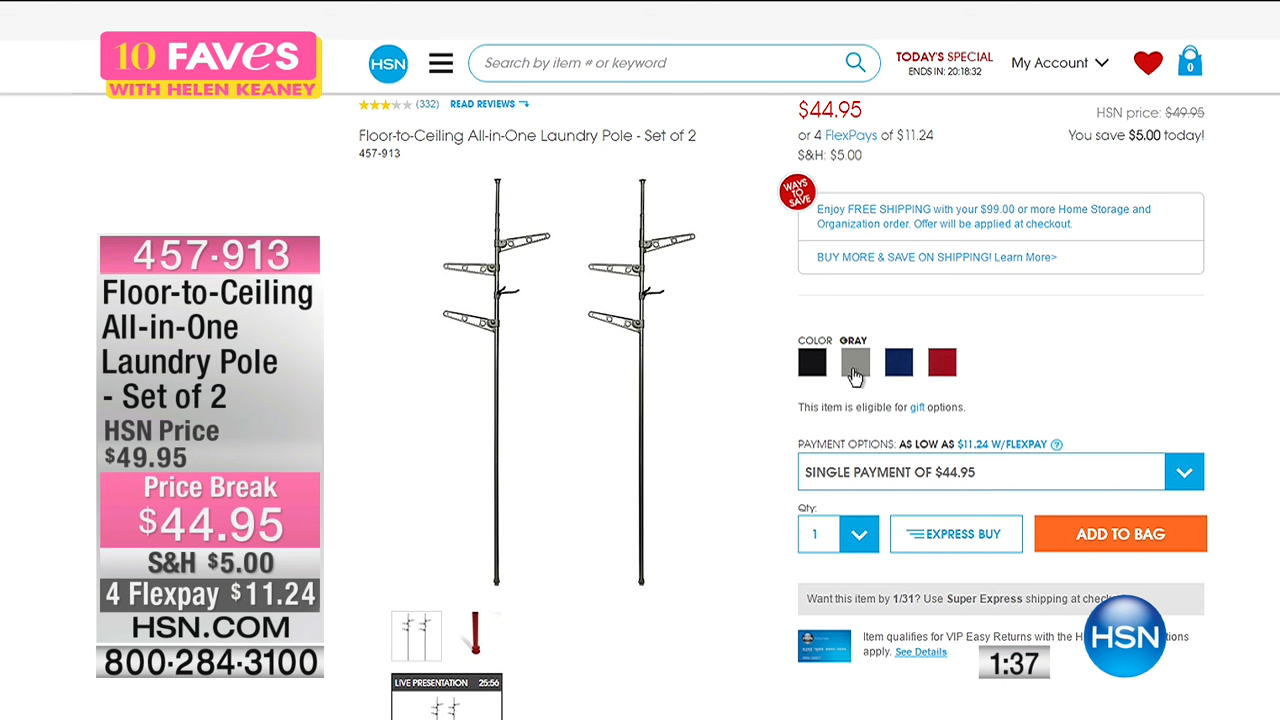 10 FAVeS
WITH HELEN KEANEY
HSN
Search by item # or keyword
TODAY'S SPECIAL
ENDS IN: 20:18:32
My Account
0
(332) READ REVIEWS
Floor-to-Ceiling All-in-One Laundry Pole - Set of 2
457-913
$44.95
HSN price: $49.95
or 4 FlexPays of $11.24
You save $5.00 today!
S&H: $5.00
WAYS
TO
SAVE
Enjoy FREE SHIPPING with your $99.00 or more Home Storage and
Organization order. Offer will be applied at checkout.
BUY MORE & SAVE ON SHIPPING! Learn More>
COLOR GRAY
This item is eligible for gift options.
PAYMENT OPTIONS: AS LOW AS $11.24 W/FLEXPAY ?
SINGLE PAYMENT OF $44.95
Qty:
1
EXPRESS BUY
ADD TO BAG
Want this item by 1/31? Use Super Express shipping at
Item qualifies for VIP Easy Returns with the
apply. See Details
LIVE PRESENTATION 25:56
457·913
Floor-to-Ceiling
All-in-One
Laundry Pole
- Set of 2
HSN Price
$49.95
Price Break
$44.95
S&H $5.00
4 Flexpay $11.24
HSN.COM
800·284·3100
HSN
1:37